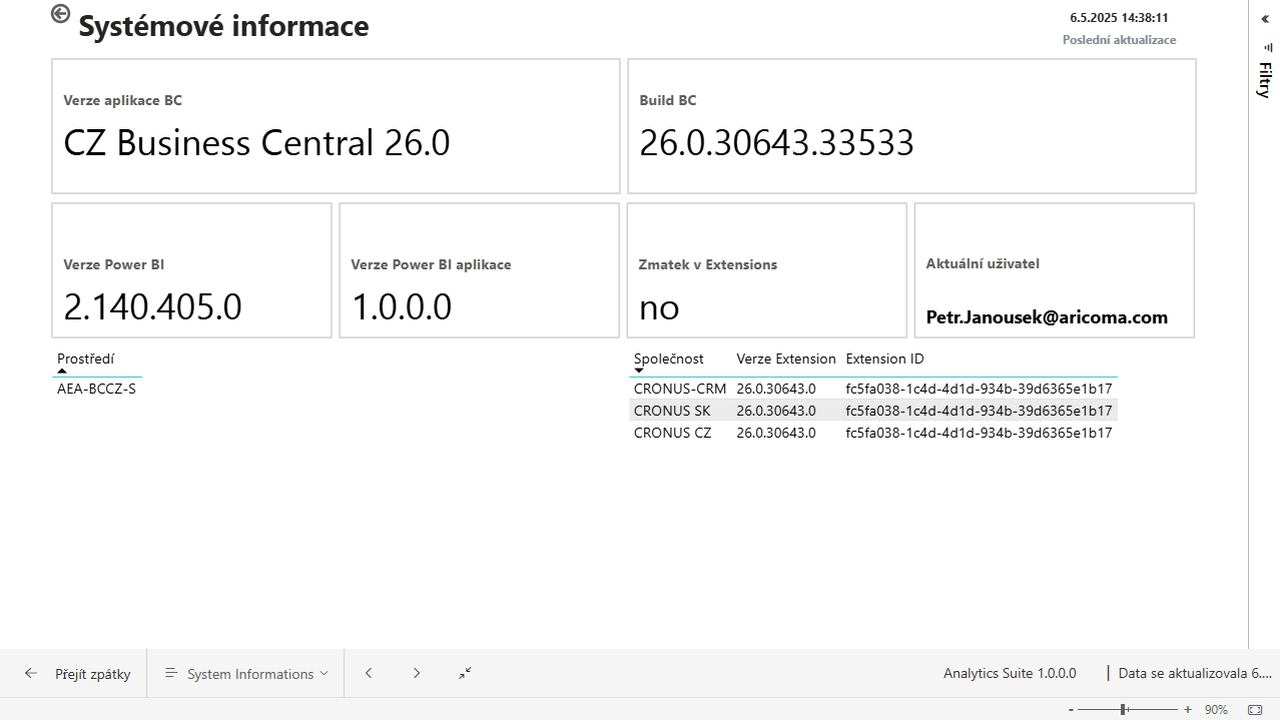 Systémové informace
6.5.2025 14:38:11
Poslední aktualizace
Filtry
Verze aplikace BC
CZ Business Central 26.0
Build BC
26.0.30643.33533
Verze Power BI
2.140.405.0
Verze Power BI aplikace
1.0.0.0
Zmatek v Extensions
no
Aktuální uživatel
Petr.Janousek@aricoma.com
Prostředí
AEA-BCCZ-S
Společnost Verze Extension Extension ID
CRONUS-CRM 26.0.30643.0 fc5fa038-1c4d-4d1d-934b-39d6365e1b17
CRONUS SK 26.0.30643.0 fc5fa038-1c4d-4d1d-934b-39d6365e1b17
CRONUS CZ 26.0.30643.0 fc5fa038-1c4d-4d1d-934b-39d6365e1b17
Přejít zpátky System Informations Analytics Suite 1.0.0.0 | Data se aktualizovala 6....
- + 90%